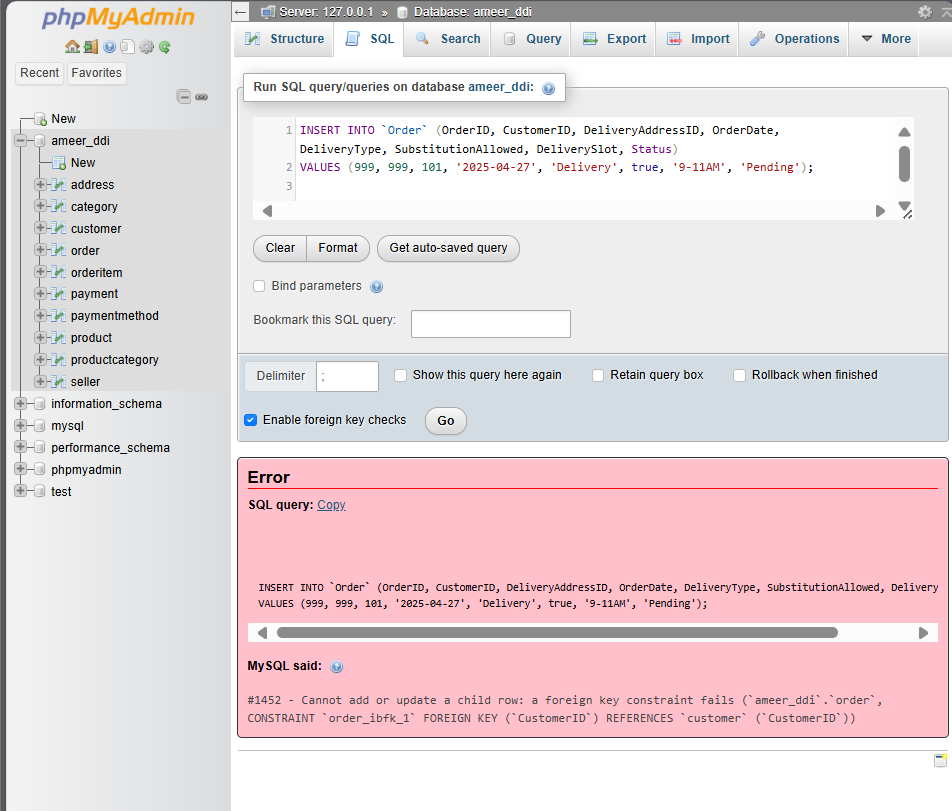 phpMyAdmin
Recent Favorites
New
ameer_ddi
New
address
category
customer
order
orderitem
payment
paymentmethod
product
productcategory
seller
information_schema
mysql
performance_schema
phpmyadmin
test
Server: 127.0.0.1 » Database: ameer_ddi
Structure SQL Search Query Export Import Operations More
Run SQL query/queries on database ameer_ddi:
1 INSERT INTO `Order` (OrderID, CustomerID, DeliveryAddressID, OrderDate,
DeliveryType, SubstitutionAllowed, DeliverySlot, Status)
2 VALUES (999, 999, 101, '2025-04-27', 'Delivery', true, '9-11AM', 'Pending');
3
Clear Format Get auto-saved query
Bind parameters
Bookmark this SQL query:
Delimiter ; Show this query here again Retain query box Rollback when finished
Enable foreign key checks Go
Error
SQL query: Copy
INSERT INTO `Order` (OrderID, CustomerID, DeliveryAddressID, OrderDate, DeliveryType, SubstitutionAllowed, Delivery
VALUES (999, 999, 101, '2025-04-27', 'Delivery', true, '9-11AM', 'Pending');
MySQL said:
#1452 - Cannot add or update a child row: a foreign key constraint fails (`ameer_ddi`.`order`,
CONSTRAINT `order_ibfk_1` FOREIGN KEY (`CustomerID`) REFERENCES `customer` (`CustomerID`))